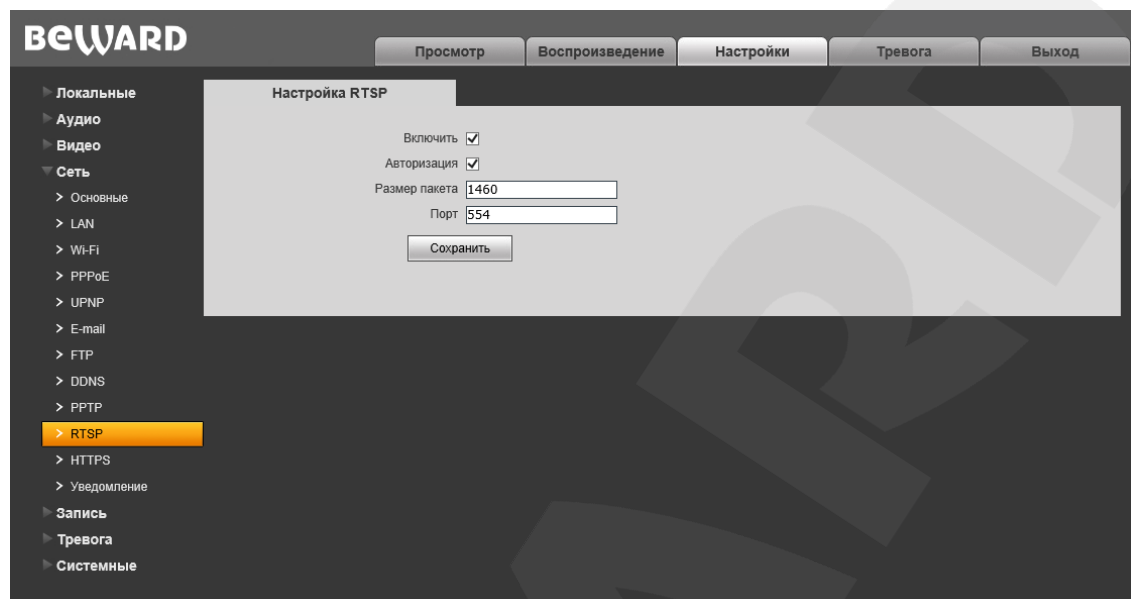 BEWARD
Просмотр
Воспроизведение
Настройки
Тревога
Выход
Локальные
Аудио
Видео
Сеть
Основные
LAN
Wi-Fi
PPPoE
UPNP
E-mail
FTP
DDNS
PPTP
RTSP
HTTPS
Уведомление
Запись
Тревога
Системные
Настройка RTSP
Включить
Авторизация
Размер пакета 1460
Порт 554
Сохранить